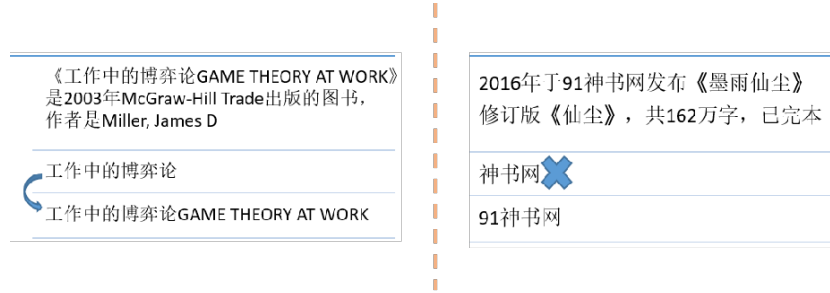 《工作中的博弈论GAME THEORY AT WORK》
是2003年McGraw-Hill Trade出版的图书，
作者是Miller, James D
工作中的博弈论
工作中的博弈论GAME THEORY AT WORK
2016年于91神书网发布《墨雨仙尘》
修订版《仙尘》，共162万字，已完本
神书网
91神书网